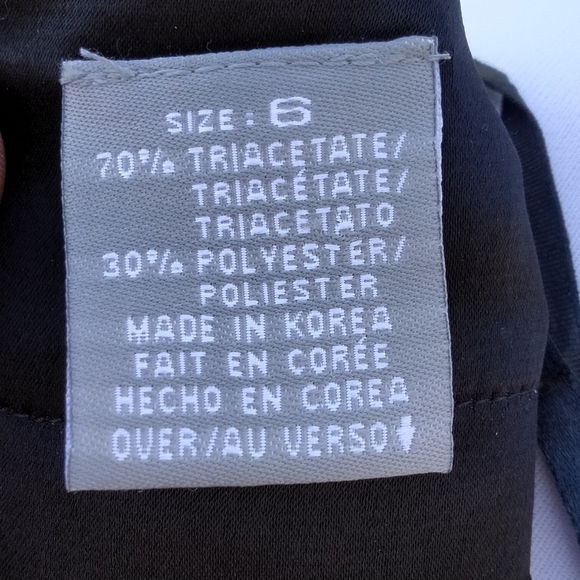 SIZE: 6
70% TRIACETATE/
TRIACÉTATE/
TRIACETATO
30% POLYESTER/
POLIESTER
MADE IN KOREA
FAIT EN CORÉE
HECHO EN COREA
OVER/AU VERSO